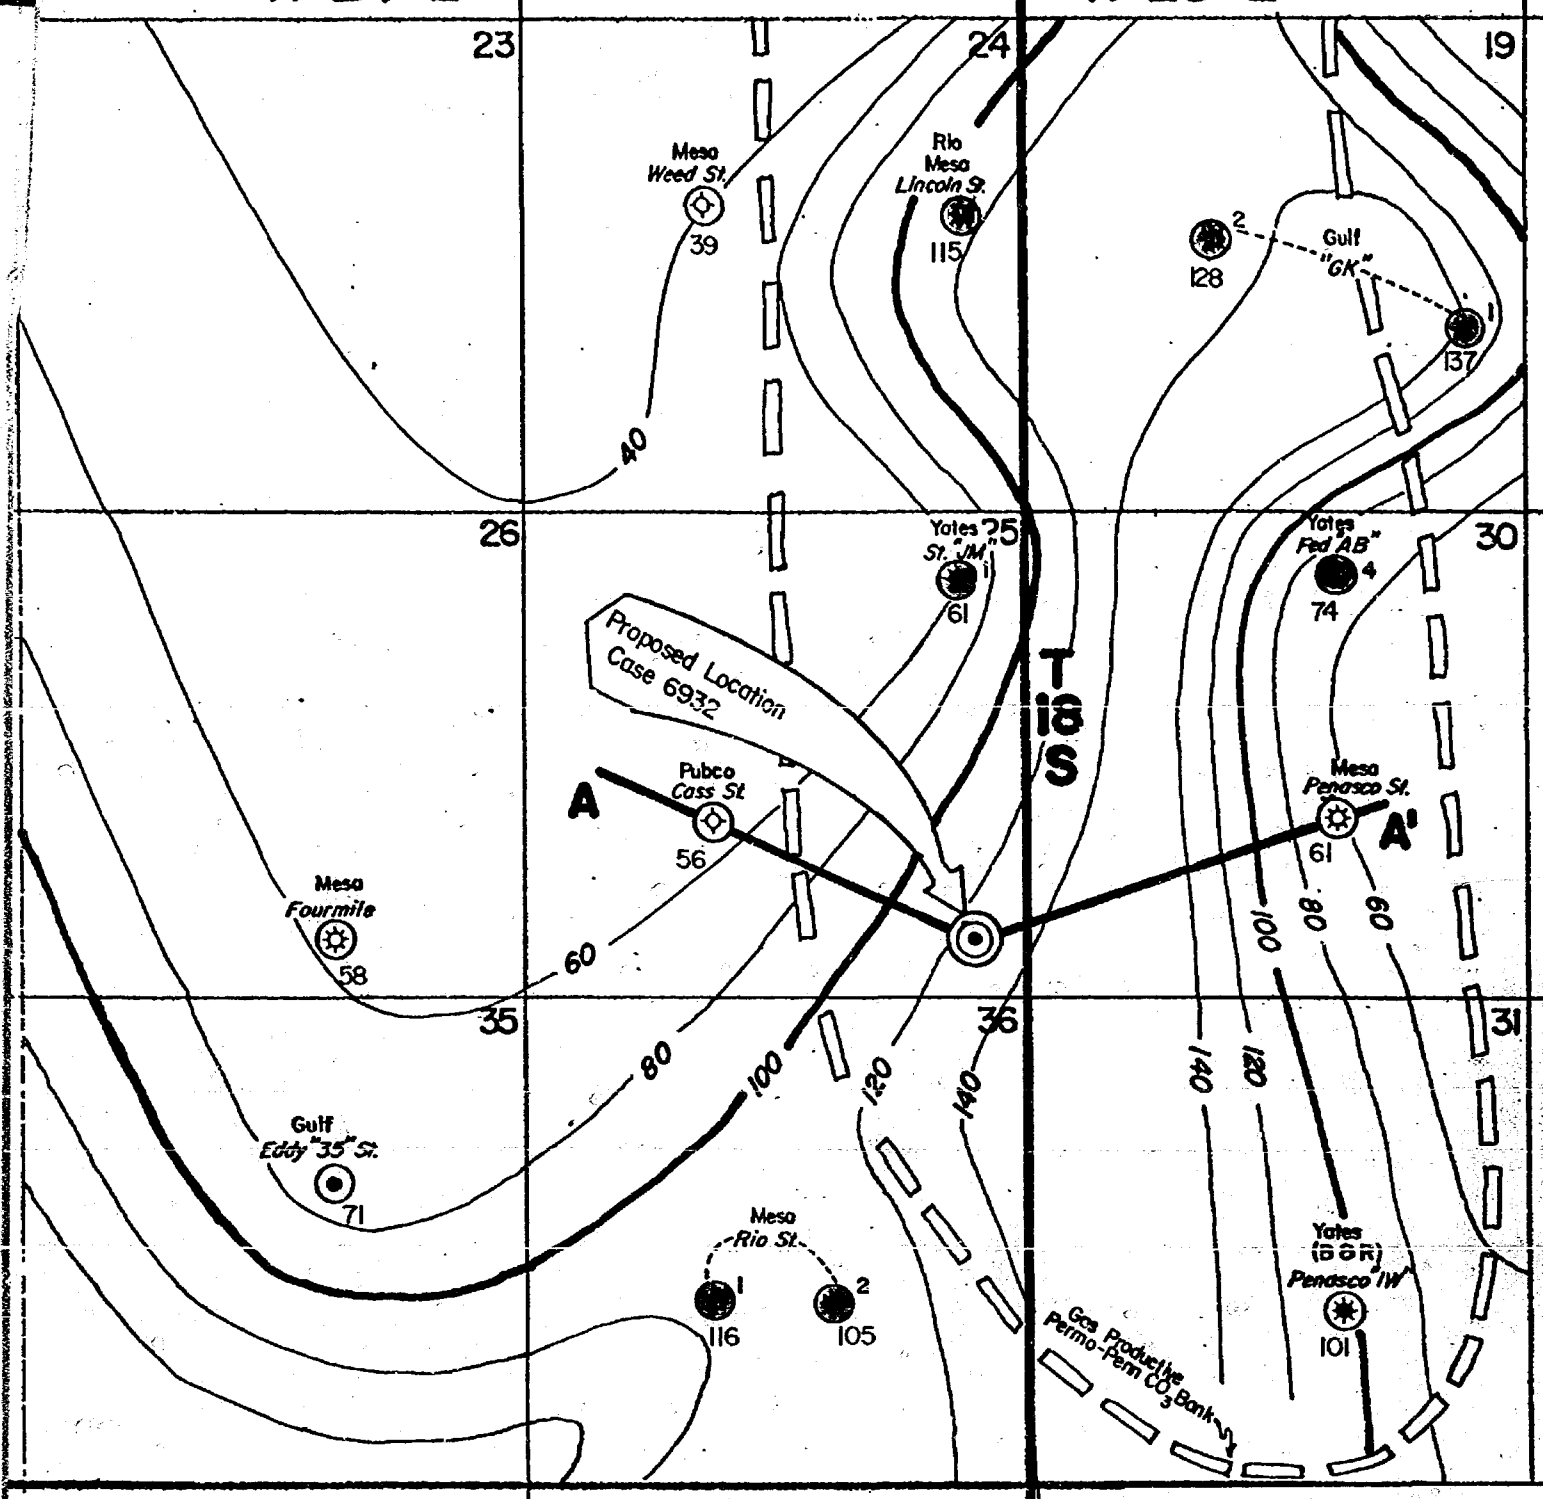 23
24
19
Mesa
Weed St.
39
Rio
Mesa
Lincoln St.
115
2
128
Gulf
"GK"
1
137
40
26
25
30
Yates
St. "JM"
1
61
Yates
Fed "AB"
4
74
Proposed Location
Case 6932
T
19
S
A
Pubco
Cass St.
56
Mesa
Penasco St.
A'
61
Mesa
Fourmile
58
60
100
80
60
35
36
31
80
100
120
140
140
120
Gulf
Eddy "35" St.
71
Mesa
Rio St.
1
2
116
105
Yates
(B&R)
Penasco "IW"
101
Gas Productive
Permo-Penn CO3 Bank